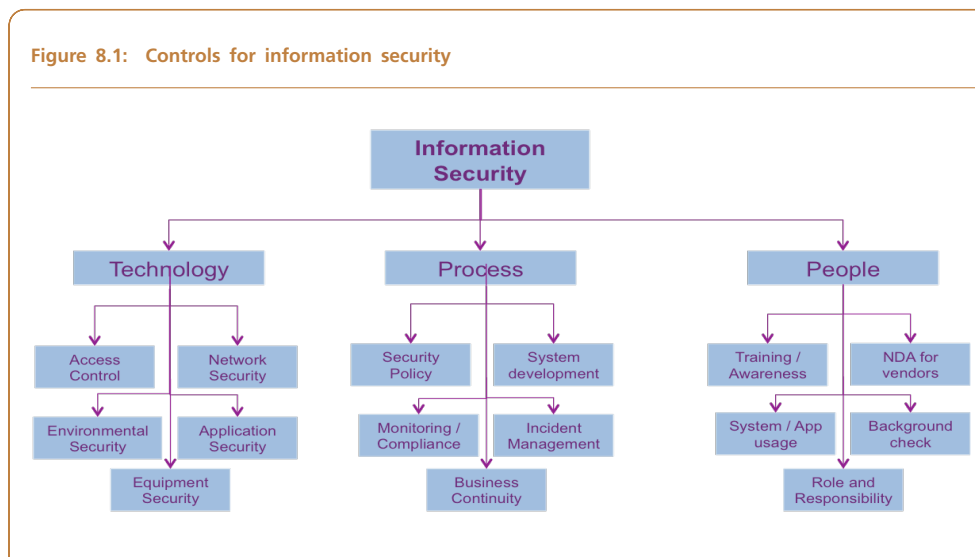 Figure 8.1: Controls for information security
Information
Security
Technology
Process
People
Access
Control
Network
Security
Security
Policy
System
development
Training /
Awareness
NDA for
vendors
Environmental
Security
Application
Security
Monitoring /
Compliance
Incident
Management
System / App
usage
Background
check
Equipment
Security
Business
Continuity
Role and
Responsibility